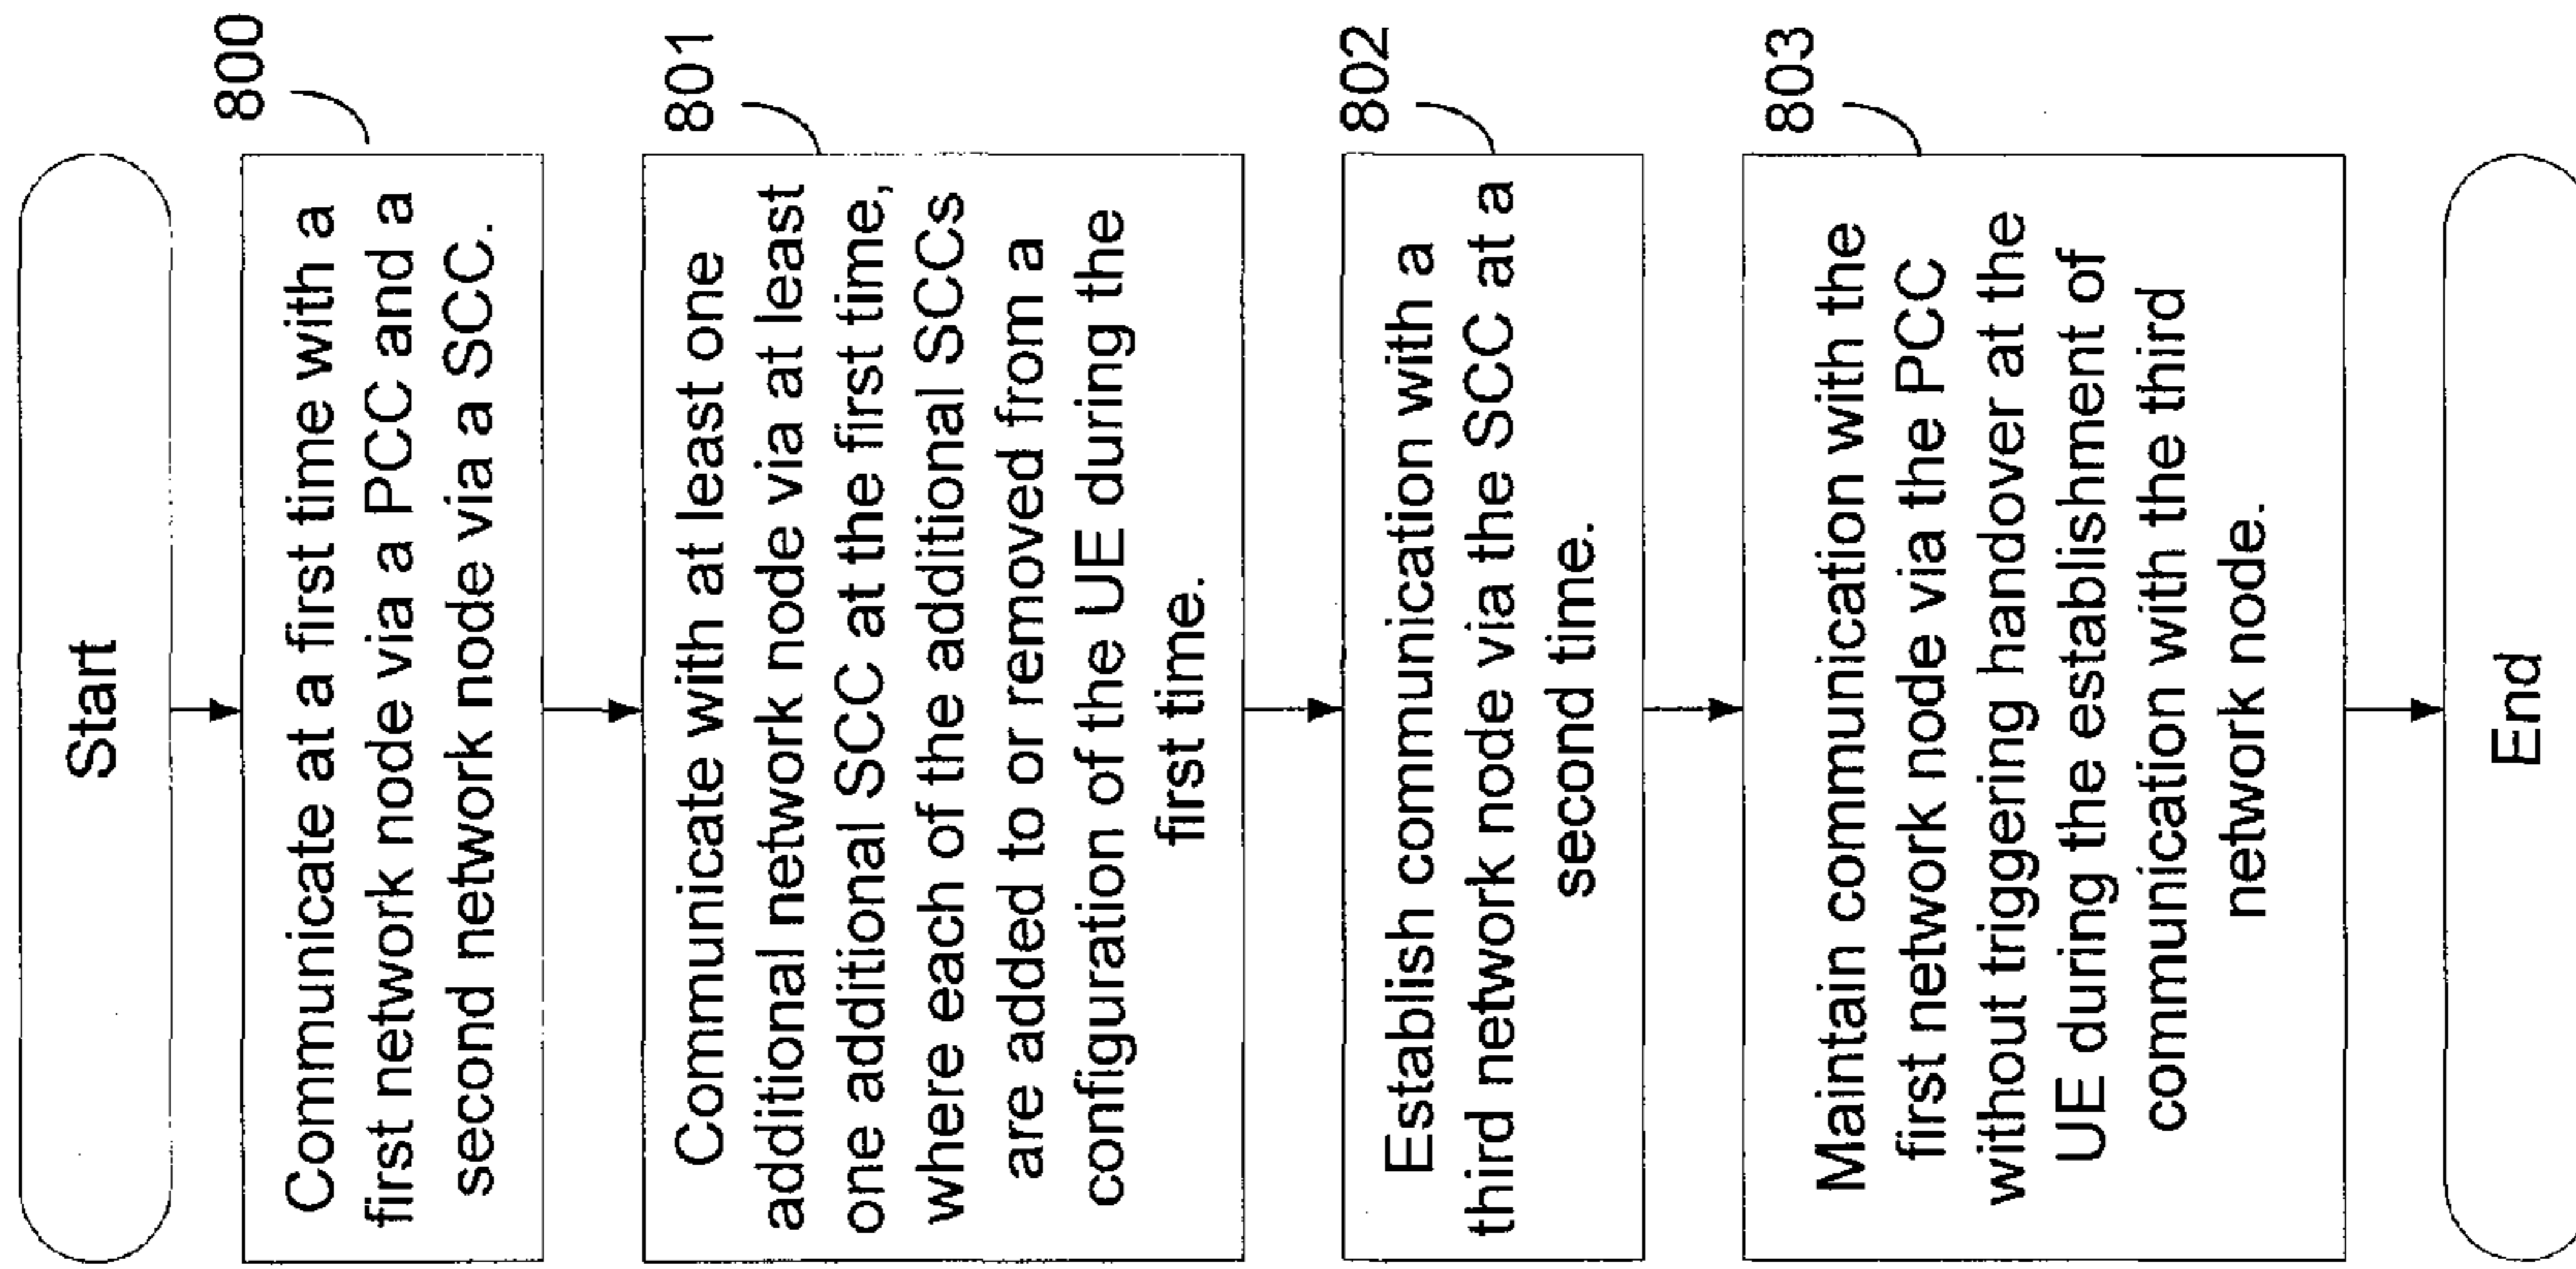 Start
800
Communicate at a first time with a
first network node via a PCC and a
second network node via a SCC.
801
Communicate with at least one
additional network node via at least
one additional SCC at the first time,
where each of the additional SCCs
are added to or removed from a
configuration of the UE during the
first time.
802
Establish communication with a
third network node via the SCC at a
second time.
803
Maintain communication with the
first network node via the PCC
without triggering handover at the
UE during the establishment of
communication with the third
network node.
End